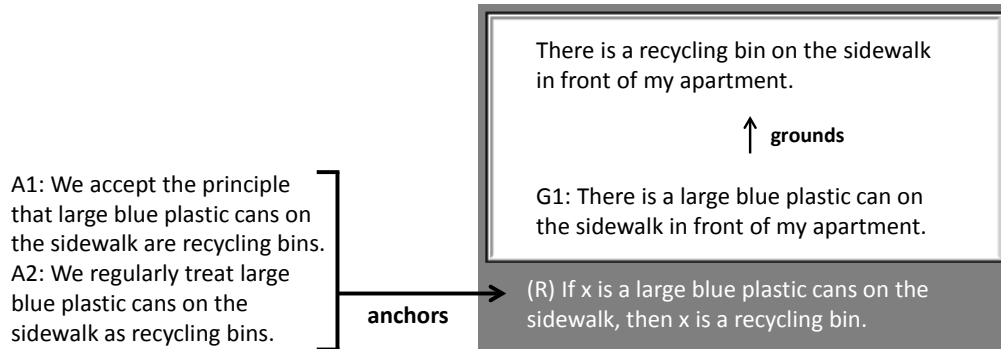 There is a recycling bin on the sidewalk
in front of my apartment.
grounds
G1: There is a large blue plastic can on
the sidewalk in front of my apartment.
A1: We accept the principle
that large blue plastic cans on
the sidewalk are recycling bins.
A2: We regularly treat large
blue plastic cans on the
sidewalk as recycling bins.
anchors
(R) If x is a large blue plastic cans on the
sidewalk, then x is a recycling bin.